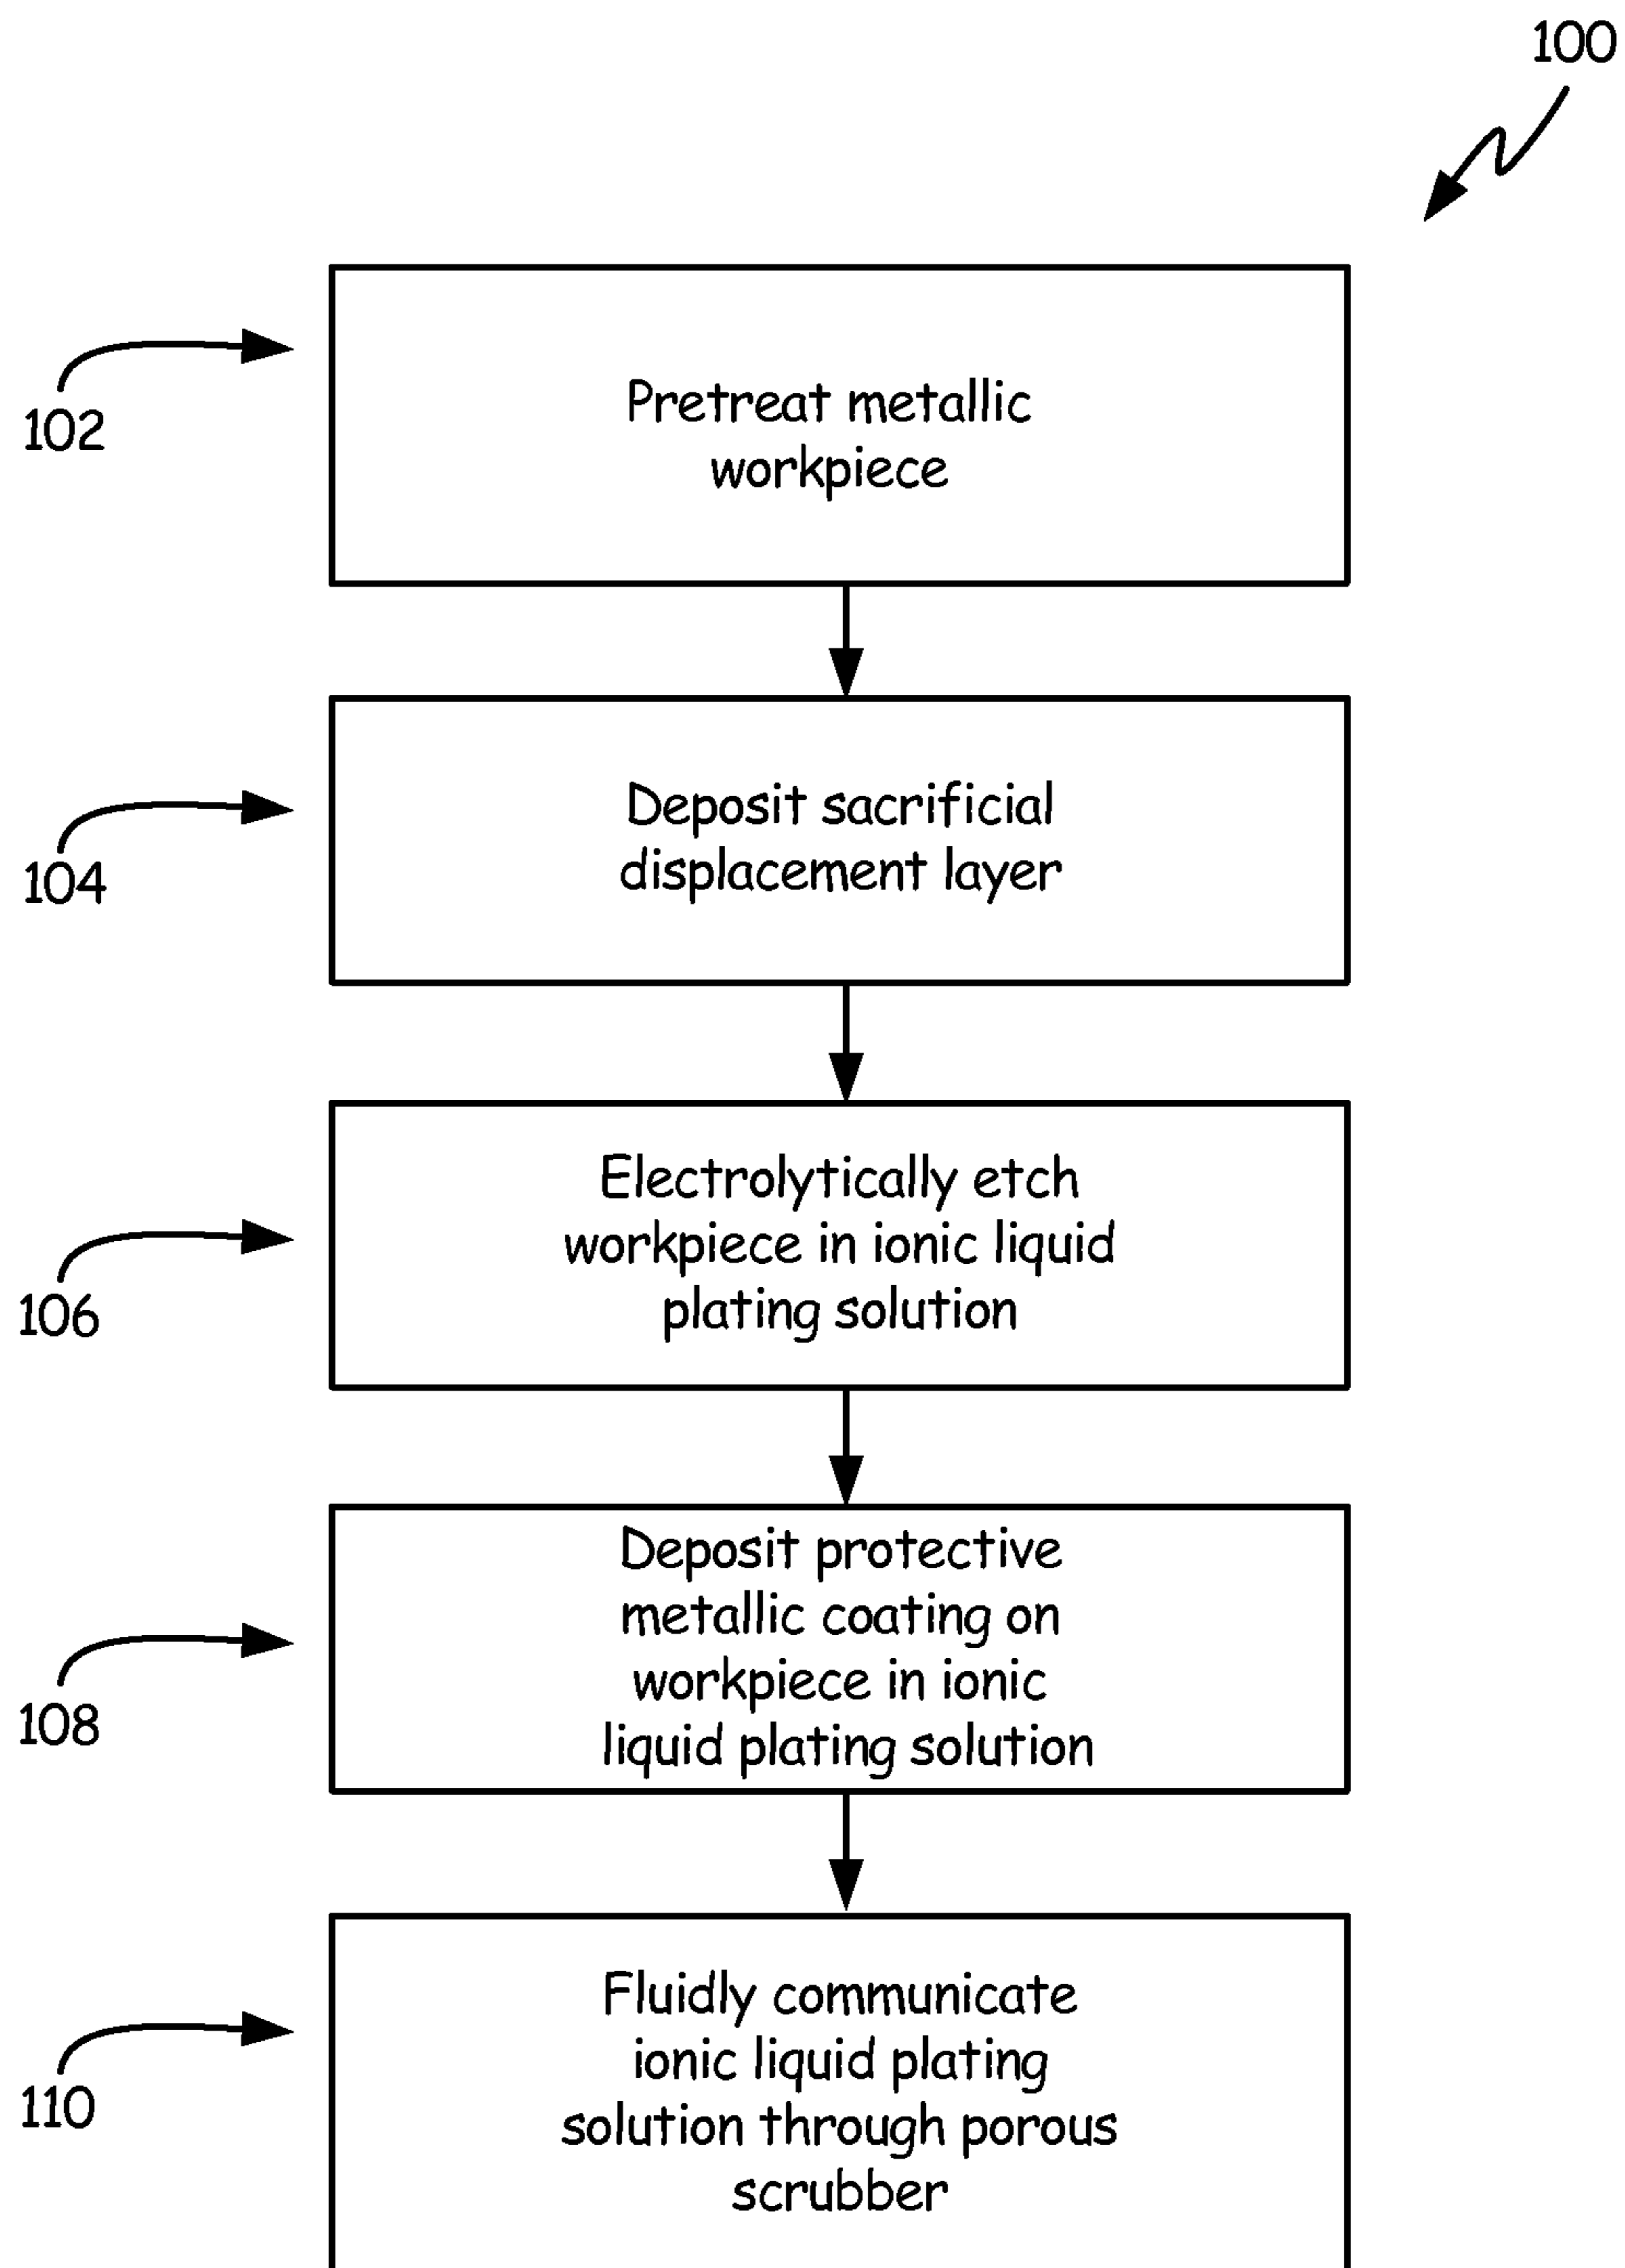 100
102
Pretreat metallic
workpiece
104
Deposit sacrificial
displacement layer
106
Electrolytically etch
workpiece in ionic liquid
plating solution
108
Deposit protective
metallic coating on
workpiece in ionic
liquid plating solution
110
Fluidly communicate
ionic liquid plating
solution through porous
scrubber